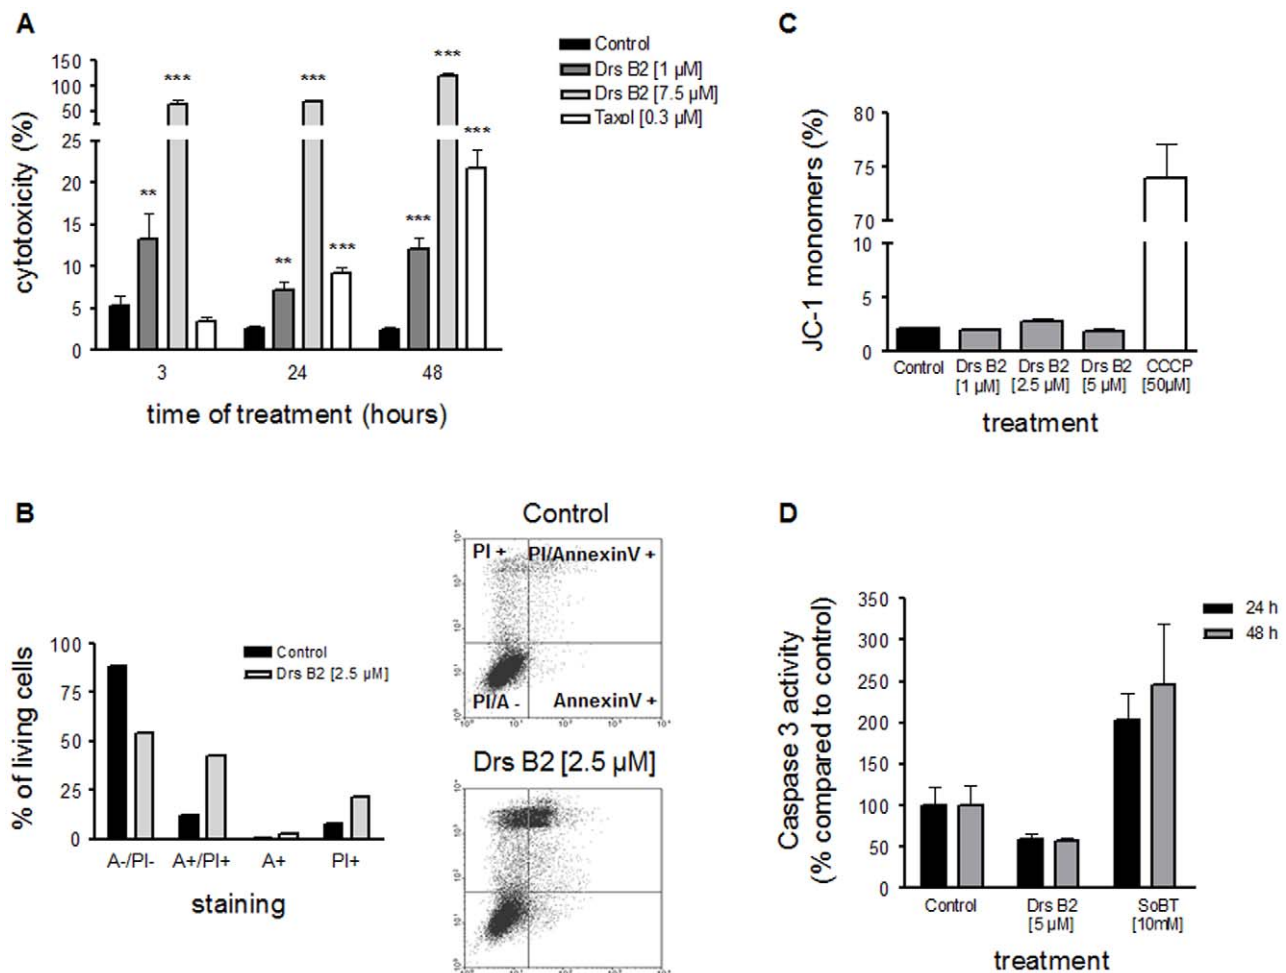 A
Control
Drs B2 [1 µM]
Drs B2 [7.5 µM]
Taxol [0.3 µM]
cytotoxicity (%)
150
100
50
25
20
15
10
5
0
** *** ** *** *** *** *** ***
3 24 48
time of treatment (hours)
C
JC-1 monomers (%)
80
75
70
10
5
0
Control Drs B2 Drs B2 Drs B2 CCCP
[1 µM] [2.5 µM] [5 µM] [50µM]
treatment
B
% of living cells
100
75
50
25
0
Control
Drs B2 [2.5 µM]
A-/PI- A+/PI+ A+ PI+
staining
Control
PI + PI/AnnexinV +
PI/A - AnnexinV +
Drs B2 [2.5 µM]
D
Caspase 3 activity
(% compared to control)
350
300
250
200
150
100
50
0
24 h
48 h
Control Drs B2 SoBT
[5 µM] [10mM]
treatment